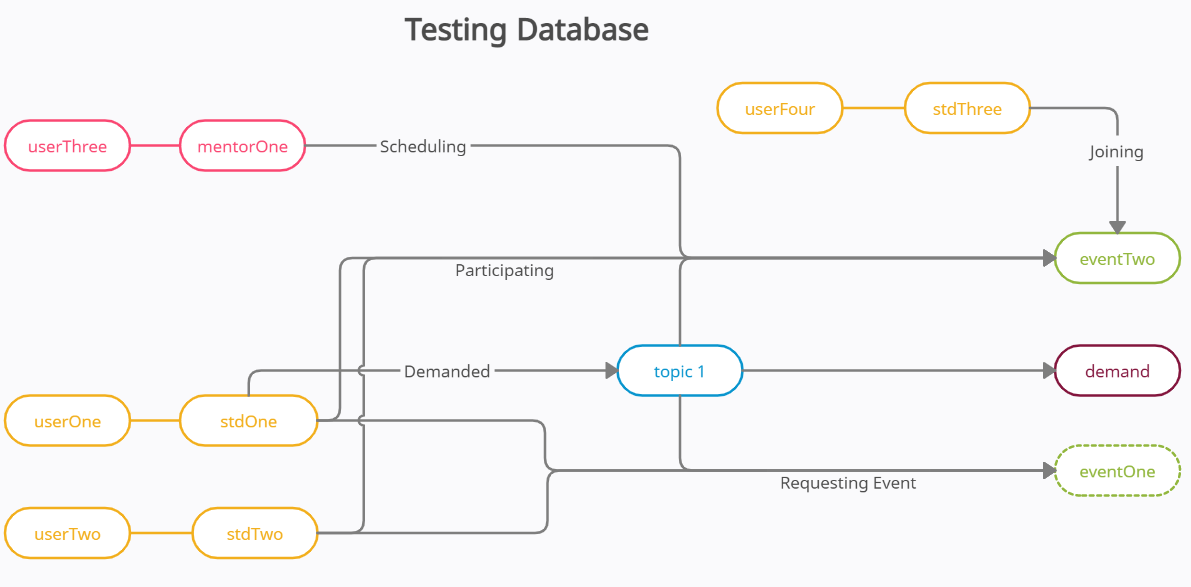 Testing Database
userFour
stdThree
userThree
mentorOne
Scheduling
Joining
eventTwo
Participating
Demanded
topic 1
demand
userOne
stdOne
eventOne
Requesting Event
userTwo
stdTwo